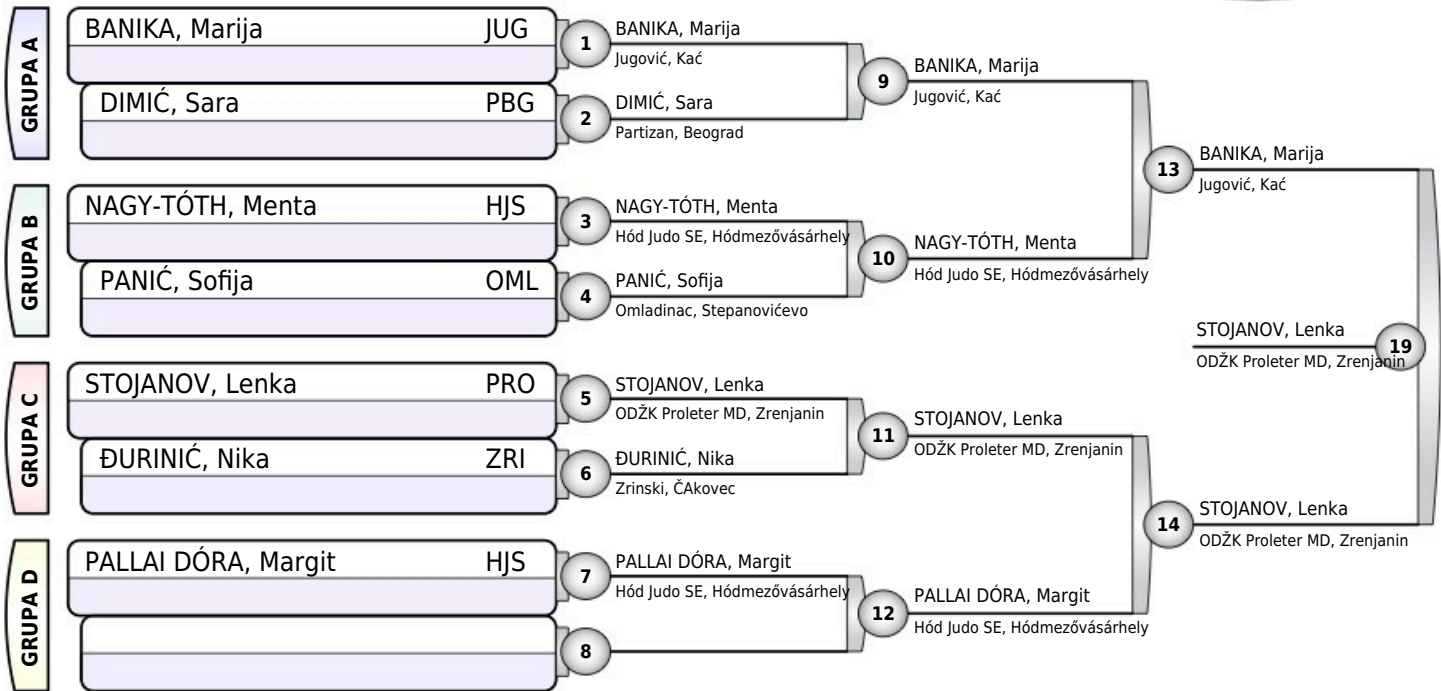 GRUPA A
BANIKA, Marija JUG
DIMIĆ, Sara PBG
GRUPA B
NAGY-TÓTH, Menta HJS
PANIĆ, Sofija OML
GRUPA C
STOJANOV, Lenka PRO
ĐURINIĆ, Nika ZRI
GRUPA D
PALLAI DÓRA, Margit HJS
1
BANIKA, Marija
Jugović, Kać
2
DIMIĆ, Sara
Partizan, Beograd
3
NAGY-TÓTH, Menta
Hód Judo SE, Hódmezővásárhely
4
PANIĆ, Sofija
Omladinac, Stepanovićevo
5
STOJANOV, Lenka
ODŽK Proleter MD, Zrenjanin
6
ĐURINIĆ, Nika
Zrinski, ČAkovec
7
PALLAI DÓRA, Margit
Hód Judo SE, Hódmezővásárhely
8
9
BANIKA, Marija
Jugović, Kać
10
NAGY-TÓTH, Menta
Hód Judo SE, Hódmezővásárhely
11
STOJANOV, Lenka
ODŽK Proleter MD, Zrenjanin
12
PALLAI DÓRA, Margit
Hód Judo SE, Hódmezővásárhely
13
BANIKA, Marija
Jugović, Kać
14
STOJANOV, Lenka
ODŽK Proleter MD, Zrenjanin
19
STOJANOV, Lenka
ODŽK Proleter MD, Zrenjanin